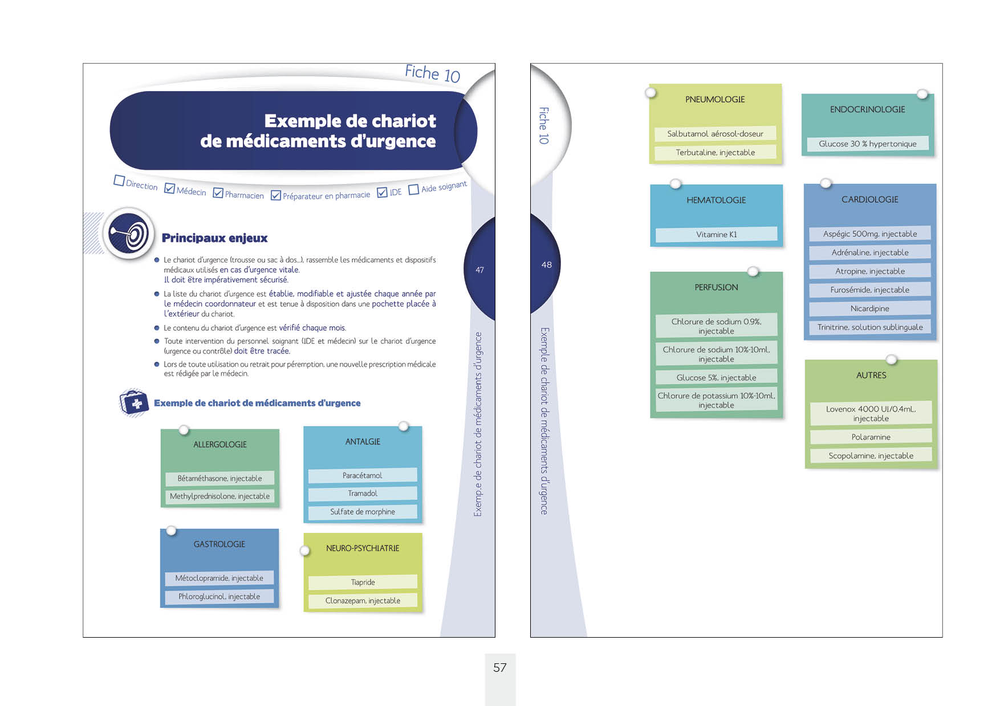 Fiche 10
Exemple de chariot
de médicaments d'urgence
Direction
Médecin
Pharmacien
Préparateur en pharmacie
IDE
Aide soignant
Principaux enjeux
Le chariot d'urgence (trousse ou sac à dos...), rassemble les médicaments et dispositifs
médicaux utilisés en cas d'urgence vitale.
Il doit être impérativement sécurisé.
La liste du chariot d'urgence est établie, modifiable et ajustée chaque année par
le médecin coordonnateur et est tenue à disposition dans une pochette placée à
l'extérieur du chariot.
Le contenu du chariot d'urgence est vérifié chaque mois.
Toute intervention du personnel soignant (IDE et médecin) sur le chariot d'urgence
(urgence ou contrôle) doit être tracée.
Lors de toute utilisation ou retrait pour péremption, une nouvelle prescription médicale
est rédigée par le médecin.
Exemple de chariot de médicaments d'urgence
ALLERGOLOGIE
Bétaméthasone, injectable
Methylprednisolone, injectable
ANTALGIE
Paracétamol
Tramadol
Sulfate de morphine
GASTROLOGIE
Métoclopramide, injectable
Phloroglucinol, injectable
NEURO-PSYCHIATRIE
Tiapride
Clonazepam, injectable
47
Exemp.e de chariot de médicaments d'urgence
Fiche 10
48
Exemple de chariot de médicaments d'urgence
PNEUMOLOGIE
Salbutamol aérosol-doseur
Terbutaline, injectable
ENDOCRINOLOGIE
Glucose 30 % hypertonique
HEMATOLOGIE
Vitamine K1
CARDIOLOGIE
Aspégic 500mg, injectable
Adrénaline, injectable
Atropine, injectable
Furosémide, injectable
Nicardipine
Trinitrine, solution sublinguale
PERFUSION
Chlorure de sodium 0.9%,
injectable
Chlorure de sodium 10%-10ml,
injectable
Glucose 5%, injectable
Chlorure de potassium 10%-10ml,
injectable
AUTRES
Lovenox 4000 UI/0.4mL,
injectable
Polaramine
Scopolamine, injectable
57